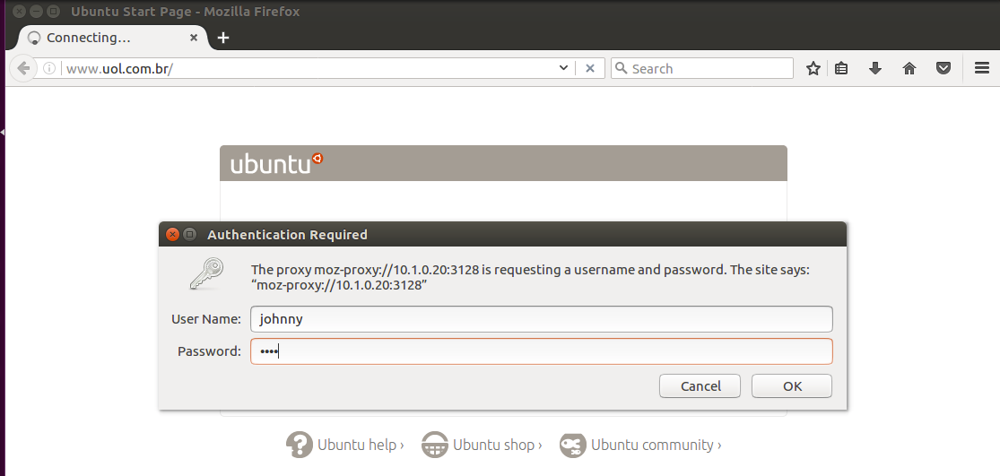 Ubuntu Start Page - Mozilla Firefox
Connecting…
www.uol.com.br/
Search
ubuntu
Authentication Required
The proxy moz-proxy://10.1.0.20:3128 is requesting a username and password. The site says:
“moz-proxy://10.1.0.20:3128”
User Name: johnny
Password: ••••
Cancel OK
Ubuntu help › Ubuntu shop › Ubuntu community ›